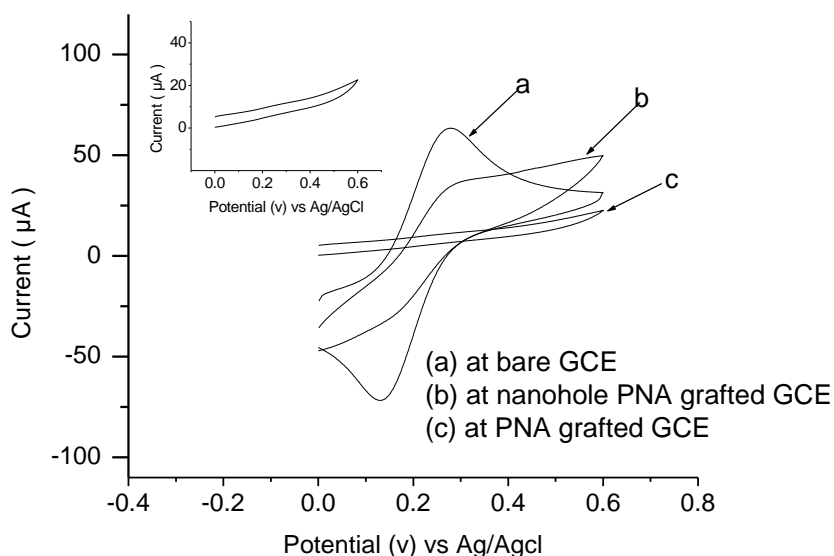 100
50
0
-50
-100
Current ( µA)
-0.4 0.0 0.2 0.4 0.6 0.8
Potential (v) vs Ag/Agcl
40
20
0
Current ( µA)
0.0 0.2 0.4 0.6
Potential (v) vs Ag/AgCl
a
b
c
(a) at bare GCE
(b) at nanohole PNA grafted GCE
(c) at PNA grafted GCE